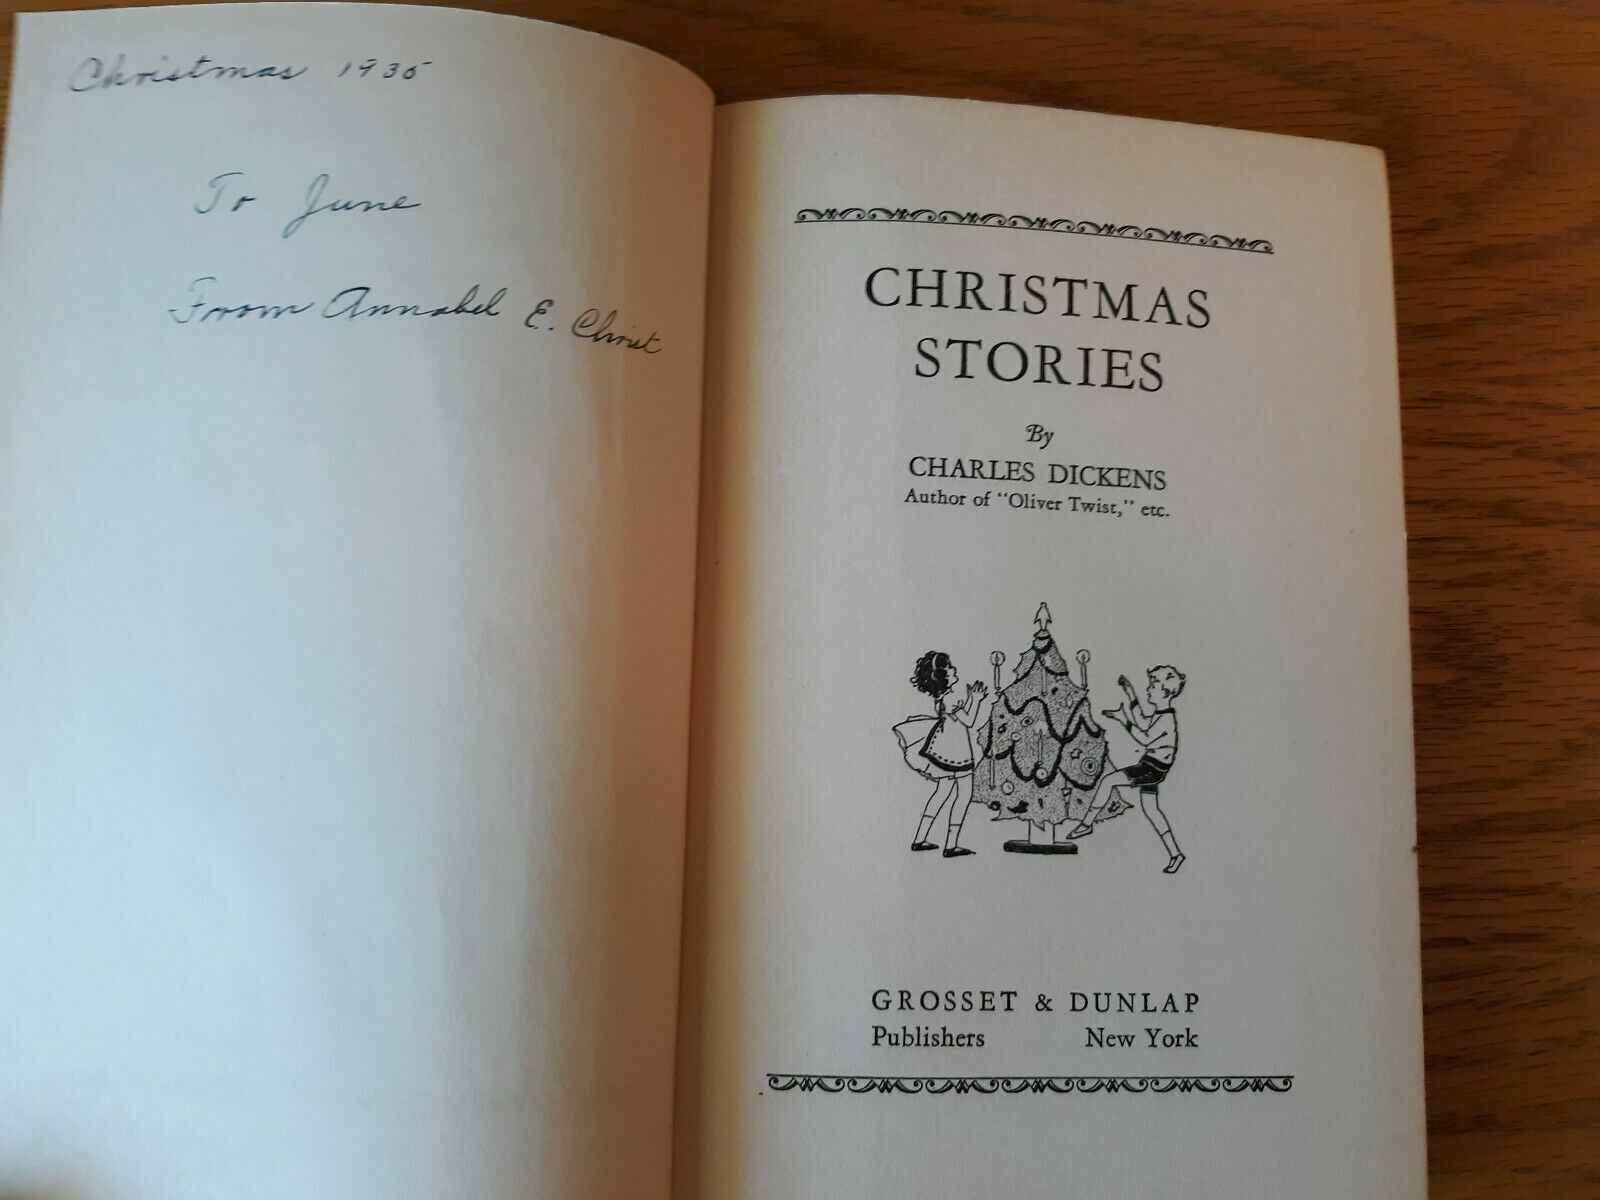 Christmas 1935
To June
From Annabel E. Christ
CHRISTMAS
STORIES
By
CHARLES DICKENS
Author of "Oliver Twist," etc.
GROSSET & DUNLAP
Publishers New York